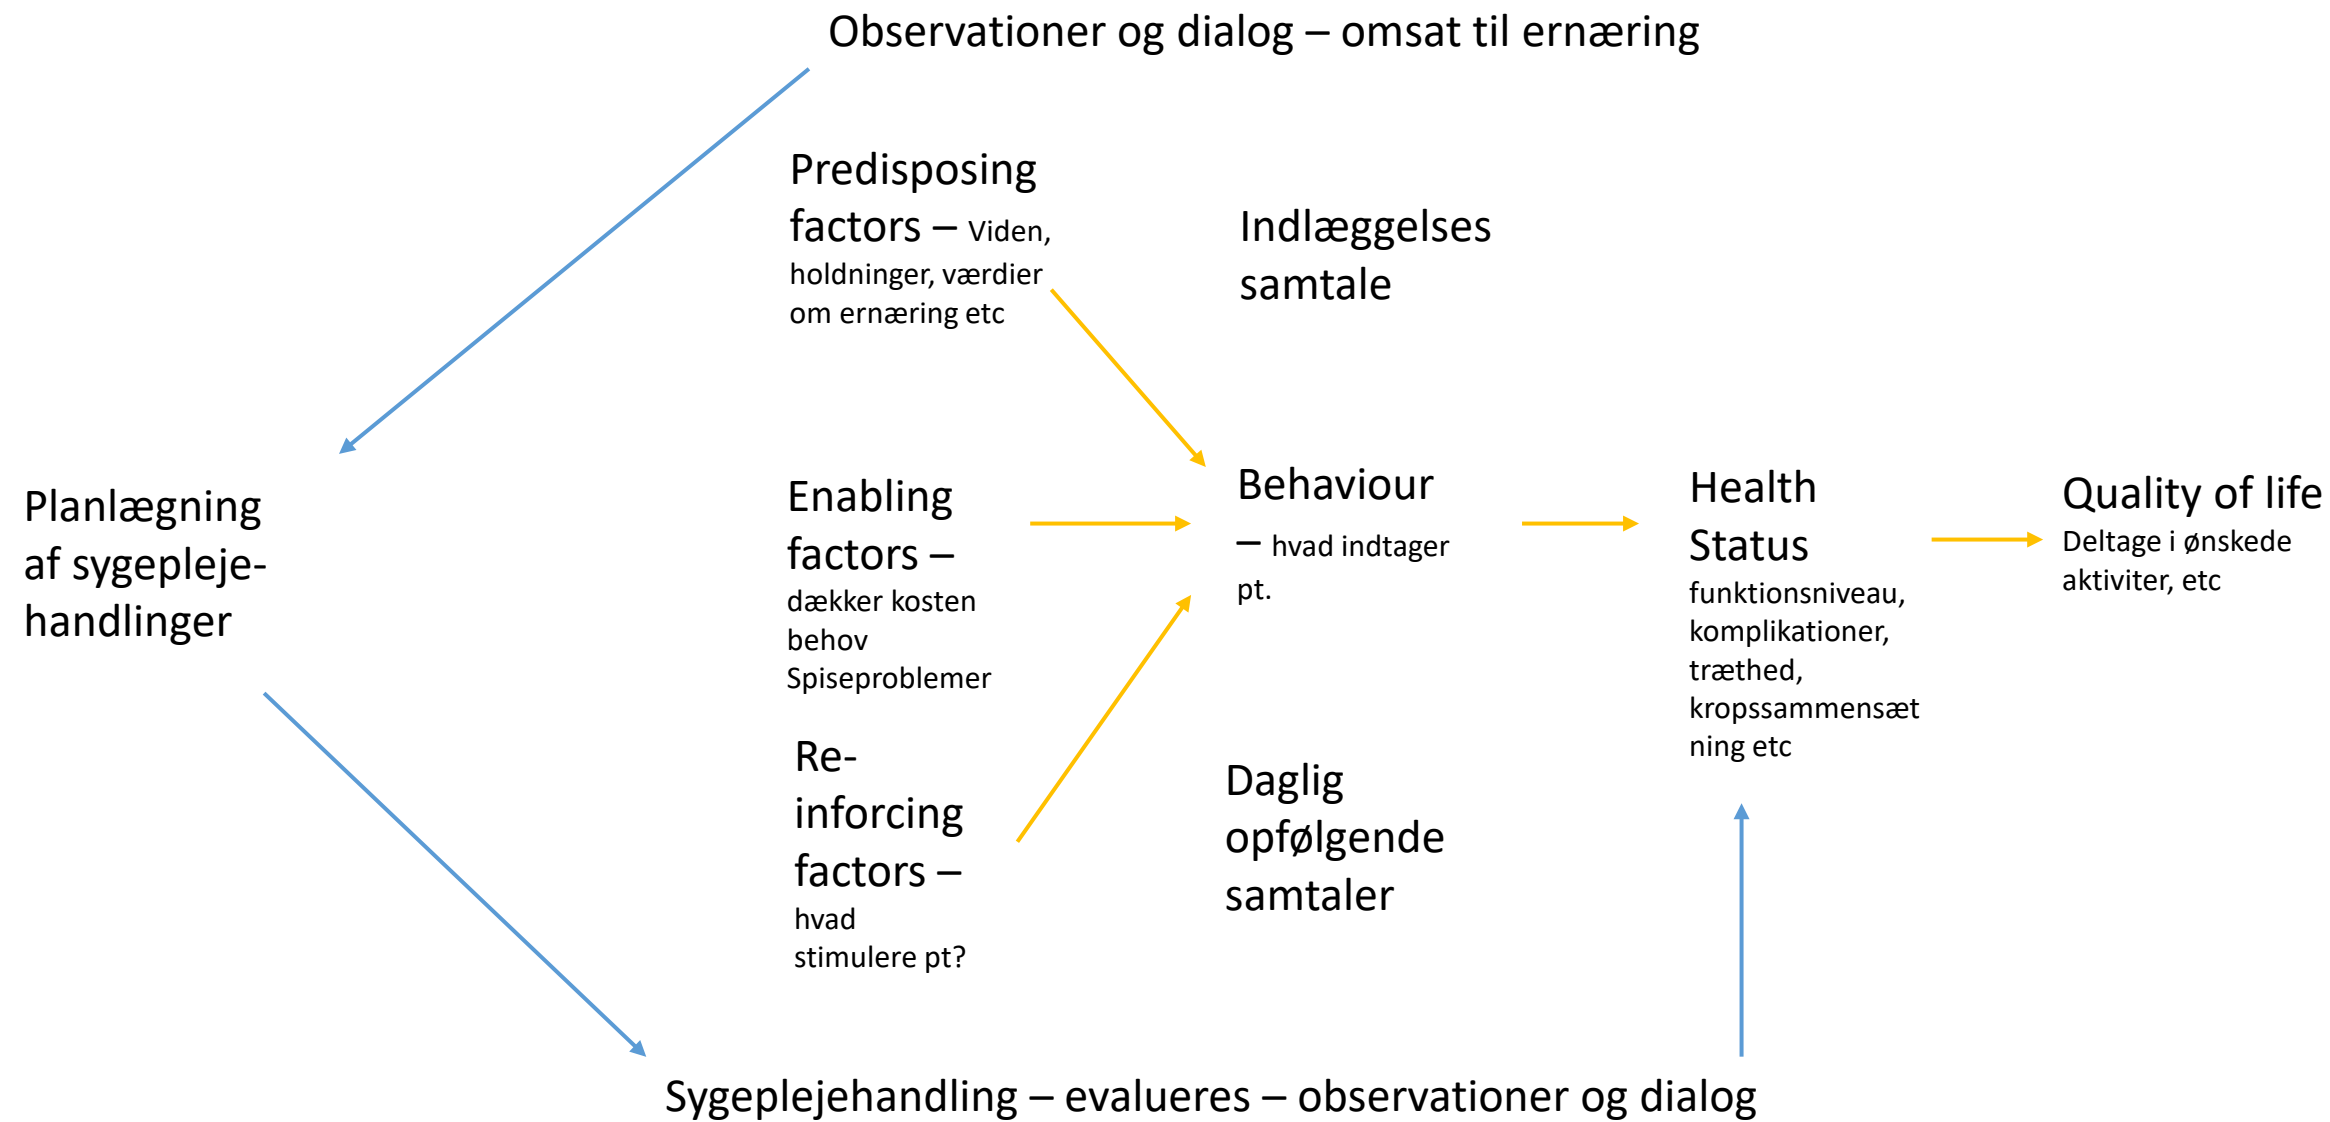 Observationer og dialog – omsat til ernæring
Predisposing
factors – Viden,
holdninger, værdier
om ernæring etc
Indlæggelses
samtale
Planlægning
af sygepleje-
handlinger
Enabling
factors –
dækker kosten
behov
Spiseproblemer
Behaviour
– hvad indtager
pt.
Health
Status
funktionsniveau,
komplikationer,
træthed,
kropssammensæt
ning etc
Quality of life
Deltage i ønskede
aktiviter, etc
Re-
inforcing
factors –
hvad
stimulere pt?
Daglig
opfølgende
samtaler
Sygeplejehandling – evalueres – observationer og dialog